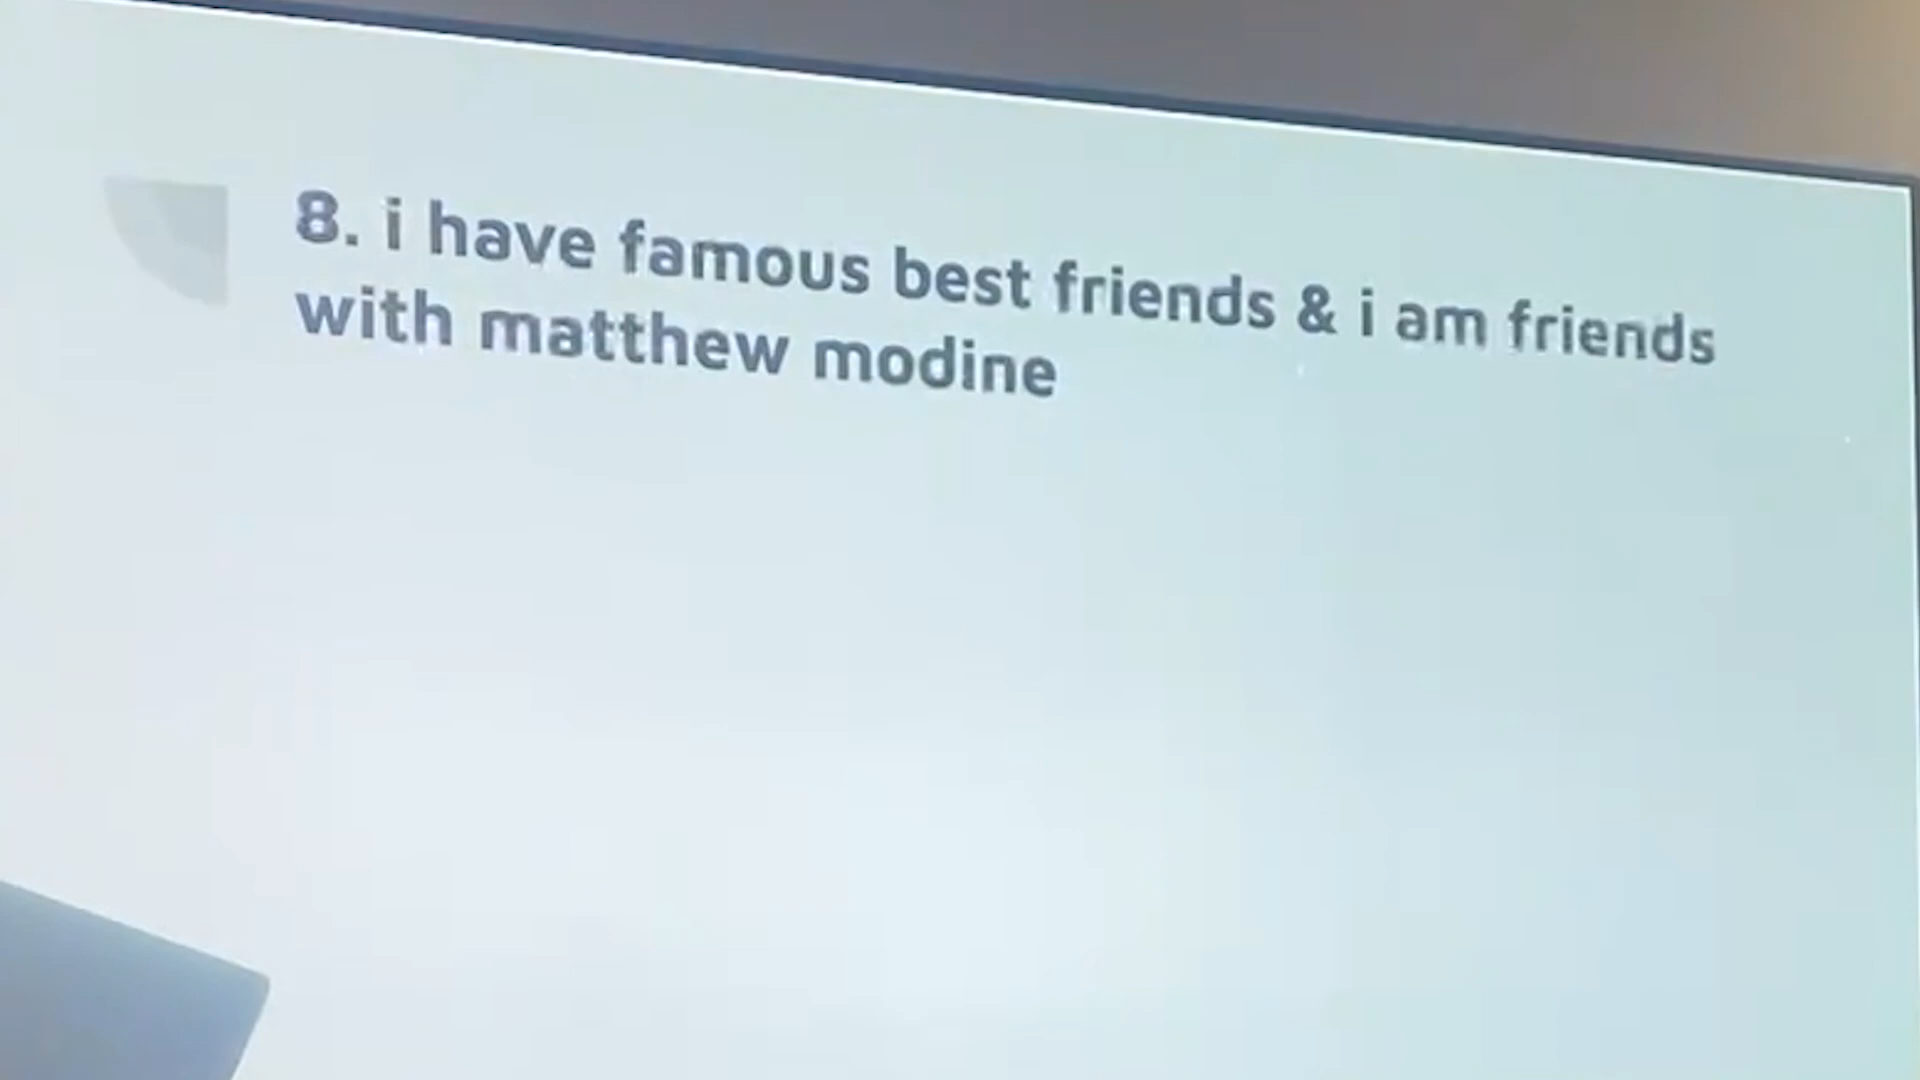 8. i have famous best friends & i am friends
with matthew modine